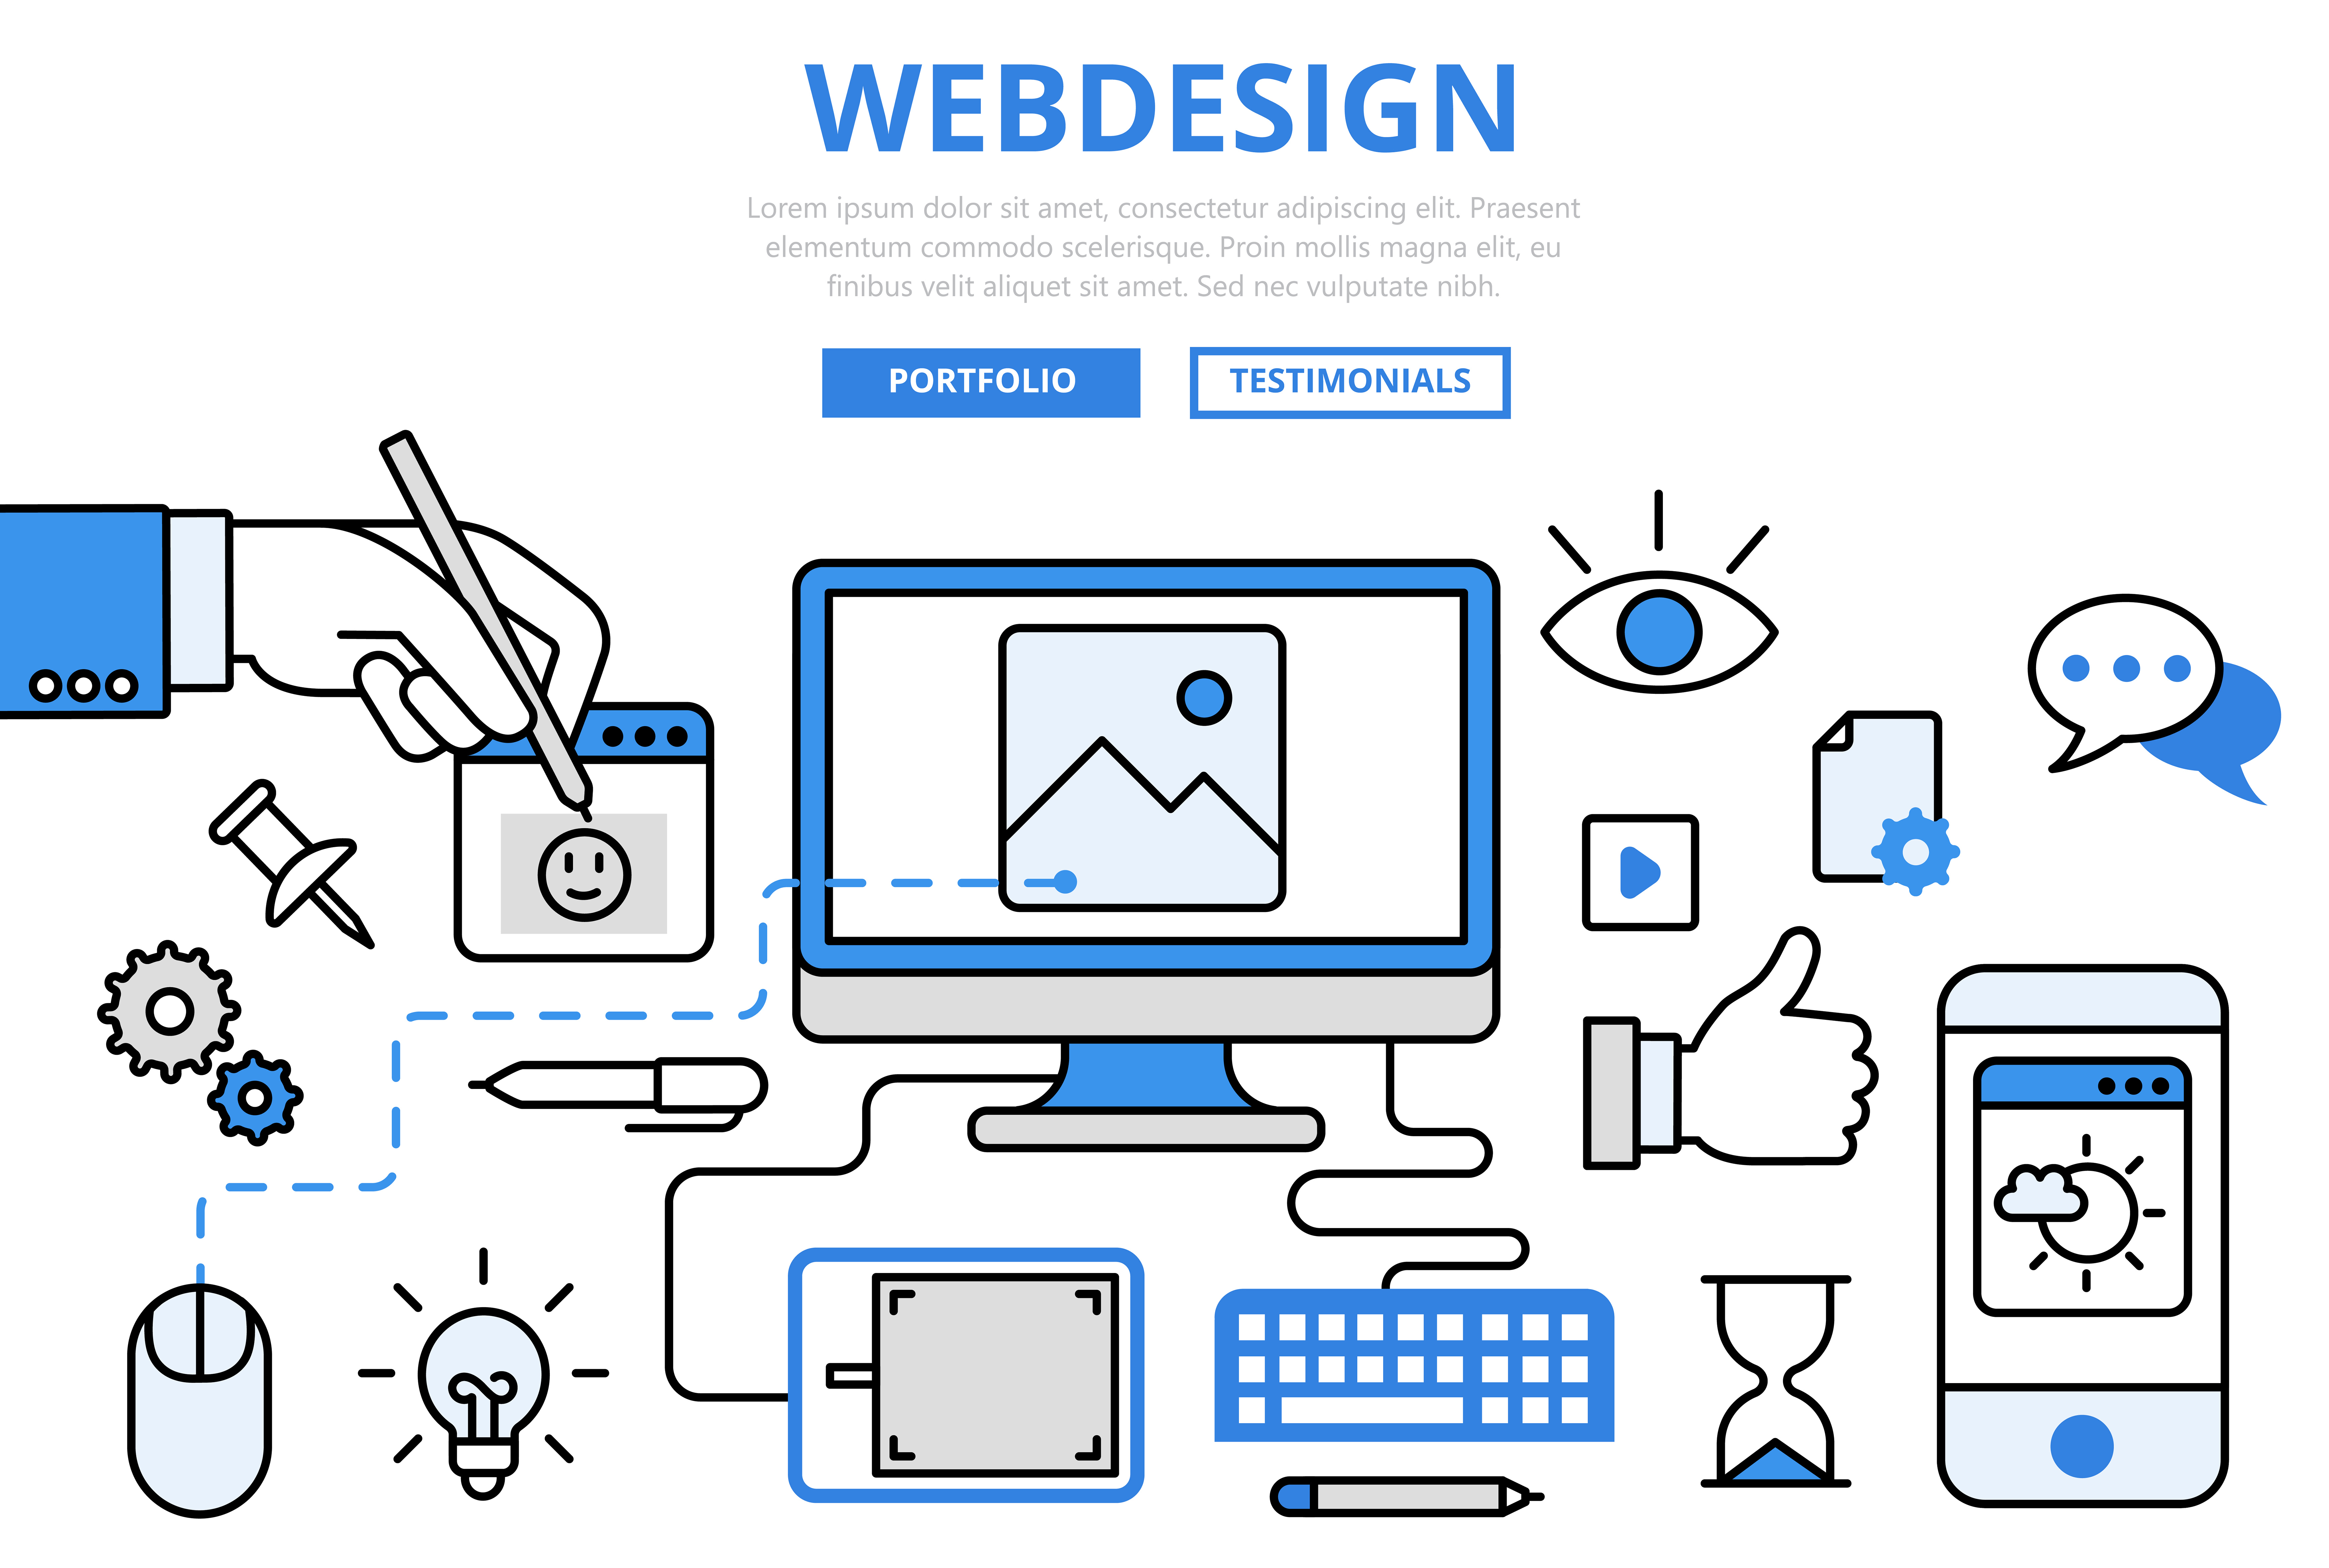 WEBDESIGN
Lorem ipsum dolor sit amet, consectetur adipiscing elit. Praesent
elementum commodo scelerisque. Proin mollis magna elit, eu
finibus velit aliquet sit amet. Sed nec vulputate nibh.
PORTFOLIO
TESTIMONIALS